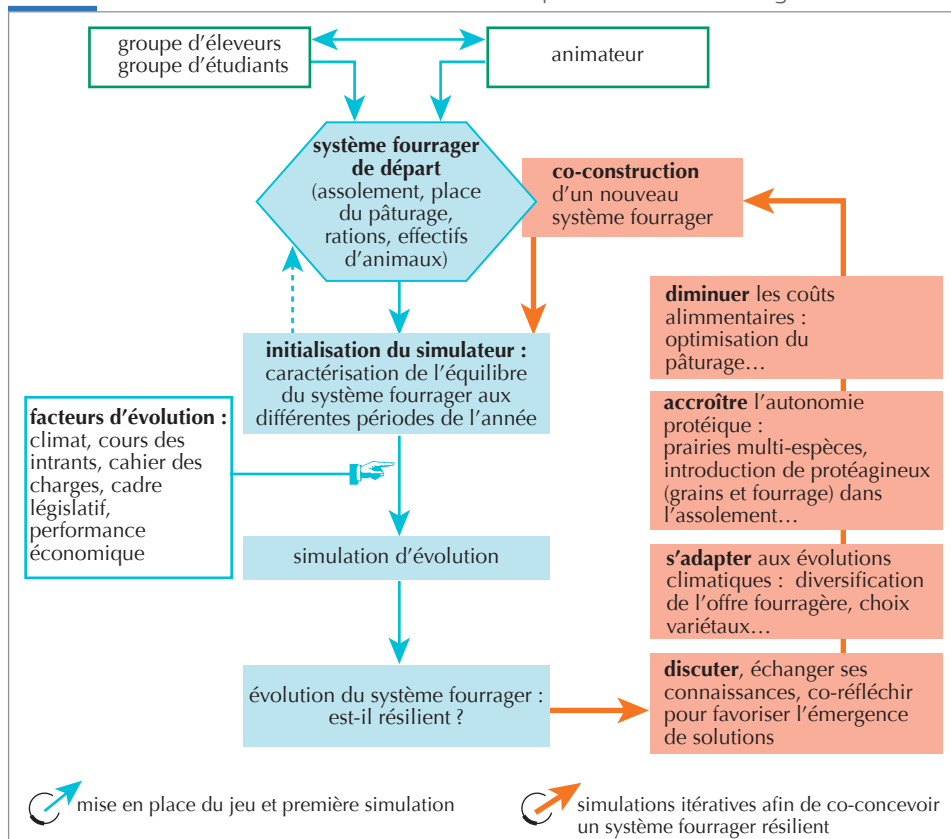 groupe d'éleveurs
groupe d'étudiants
animateur
système fourrager
de départ
(assolement, place
du pâturage,
rations, effectifs
d'animaux)
co-construction
d'un nouveau
système fourrager
diminuer les coûts
alimmentaires :
optimisation du
pâturage…
initialisation du simulateur :
caractérisation de l'équilibre
du système fourrager aux
différentes périodes de l'année
facteurs d'évolution :
climat, cours des
intrants, cahier des
charges, cadre
législatif,
performance
économique
accroître l'autonomie
protéique :
prairies multi-espèces,
introduction de protéagineux
(grains et fourrage) dans
l'assolement…
simulation d'évolution
s'adapter aux évolutions
climatiques : diversification
de l'offre fourragère, choix
variétaux…
évolution du système fourrager :
est-il résilient ?
discuter, échanger ses
connaissances, co-réfléchir
pour favoriser l'émergence
de solutions
mise en place du jeu et première simulation
simulations itératives afin de co-concevoir
un système fourrager résilient